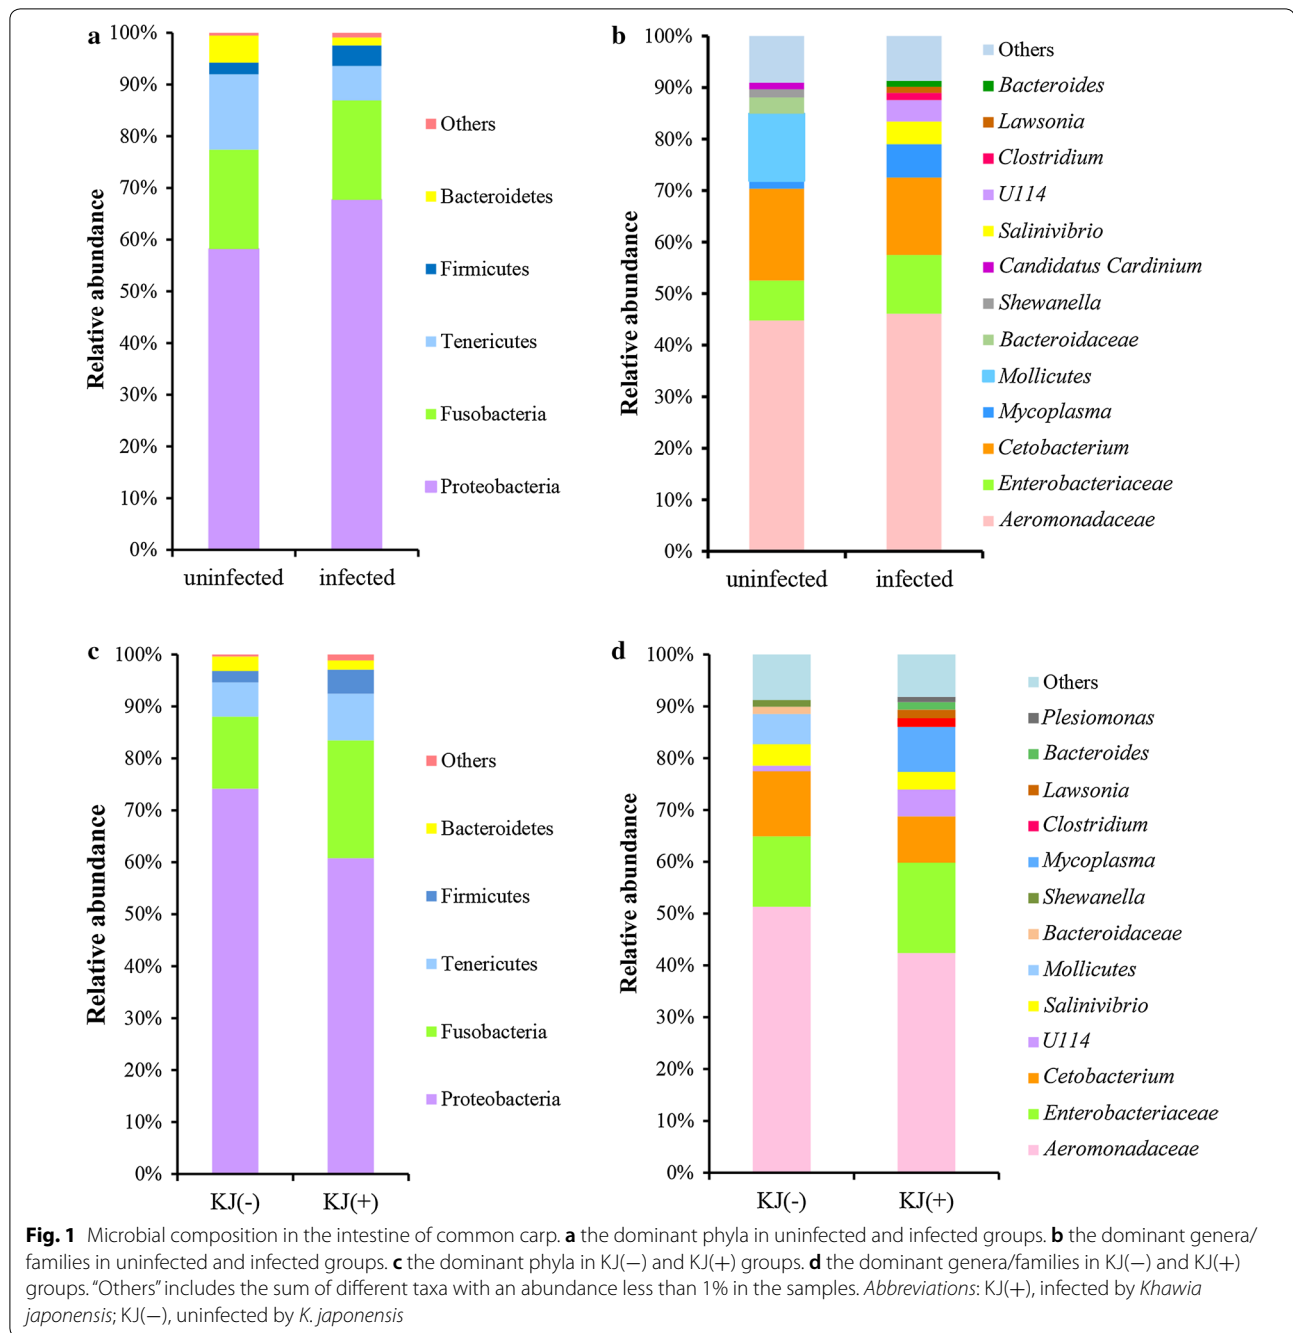 a
100%
90%
80%
70%
60%
50%
40%
30%
20%
10%
0%
Relative abundance
uninfected
infected
Others
Bacteroidetes
Firmicutes
Tenericutes
Fusobacteria
Proteobacteria
b
100%
90%
80%
70%
60%
50%
40%
30%
20%
10%
0%
Relative abundance
uninfected
infected
Others
Bacteroides
Lawsonia
Clostridium
U114
Salinivibrio
Candidatus Cardinium
Shewanella
Bacteroidaceae
Mollicutes
Mycoplasma
Cetobacterium
Enterobacteriaceae
Aeromonadaceae
c
100%
90%
80%
70%
60%
50%
40%
30%
20%
10%
0%
Relative abundance
KJ(-)
KJ(+)
Others
Bacteroidetes
Firmicutes
Tenericutes
Fusobacteria
Proteobacteria
d
100%
90%
80%
70%
60%
50%
40%
30%
20%
10%
0%
Relative abundance
KJ(-)
KJ(+)
Others
Plesiomonas
Bacteroides
Lawsonia
Clostridium
Mycoplasma
Shewanella
Bacteroidaceae
Mollicutes
Salinivibrio
U114
Cetobacterium
Enterobacteriaceae
Aeromonadaceae
Fig. 1 Microbial composition in the intestine of common carp. a the dominant phyla in uninfected and infected groups. b the dominant genera/
families in uninfected and infected groups. c the dominant phyla in KJ(−) and KJ(+) groups. d the dominant genera/families in KJ(−) and KJ(+)
groups. “Others” includes the sum of different taxa with an abundance less than 1% in the samples. Abbreviations: KJ(+), infected by Khawia
japonensis; KJ(−), uninfected by K. japonensis